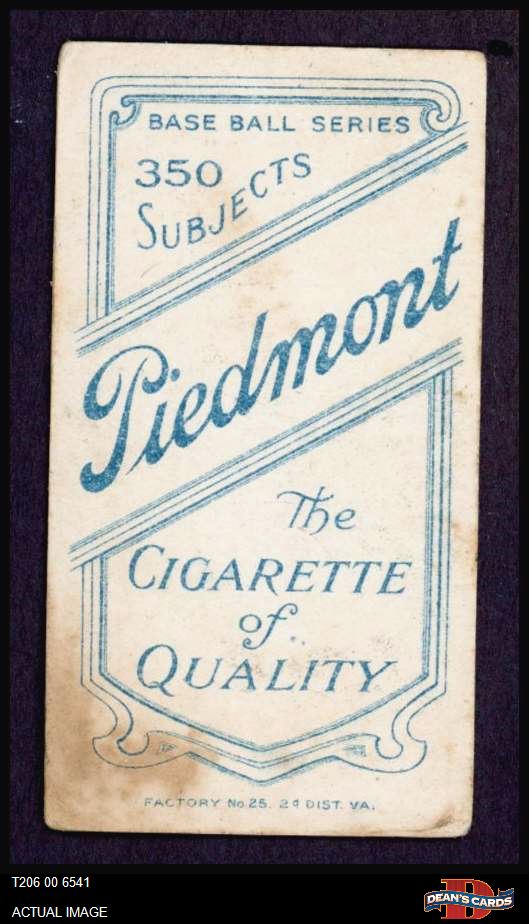 BASE BALL SERIES
350
SUBJECTS
Piedmont
The
CIGARETTE
of
QUALITY
FACTORY No. 25. 2d DIST. VA.
T206 00 6541
ACTUAL IMAGE
DEAN'S CARDS